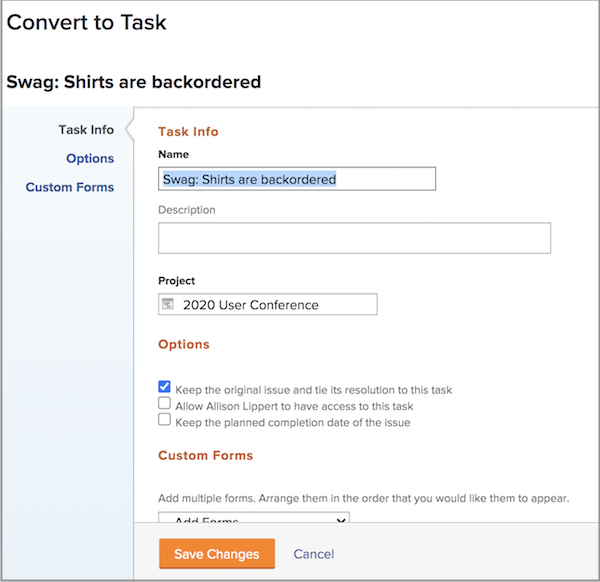 Convert to Task
Swag: Shirts are backordered
Task Info
Options
Custom Forms
Task Info
Name
Swag: Shirts are backordered
Description
Project
2020 User Conference
Options
Keep the original issue and tie its resolution to this task
Allow Allison Lippert to have access to this task
Keep the planned completion date of the issue
Custom Forms
Add multiple forms. Arrange them in the order that you would like them to appear.
Add Forms
Save Changes
Cancel